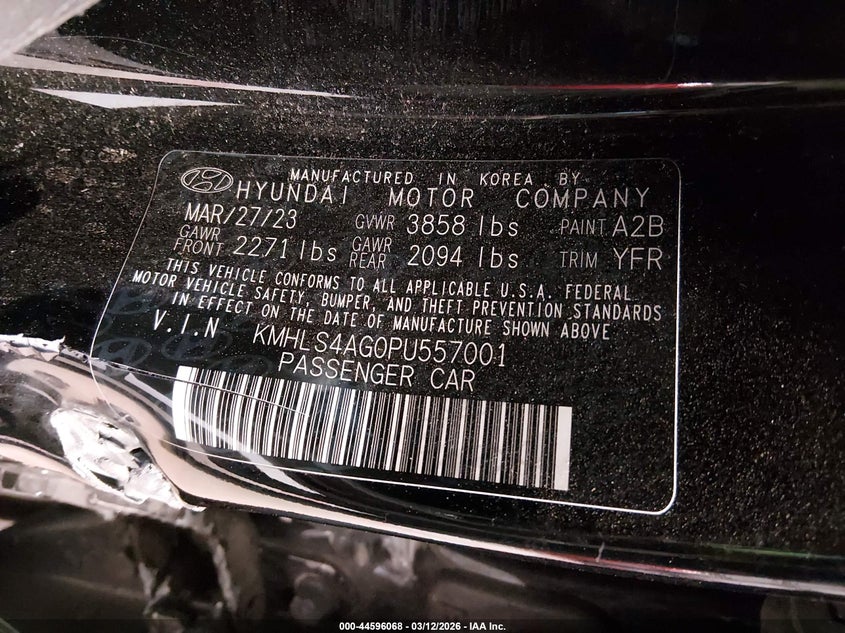 MANUFACTURED IN KOREA BY
HYUNDAI MOTOR COMPANY
MAR/27/23 GVWR 3858 lbs PAINT A2B
GAWR FRONT 2271 lbs GAWR REAR 2094 lbs TRIM YFR
THIS VEHICLE CONFORMS TO ALL APPLICABLE U.S.A. FEDERAL
MOTOR VEHICLE SAFETY, BUMPER, AND THEFT PREVENTION STANDARDS
IN EFFECT ON THE DATE OF MANUFACTURE SHOWN ABOVE
V.I.N KMHLS4AG0PU557001
PASSENGER CAR
000-44596068 - 03/12/2026 - IAA Inc.